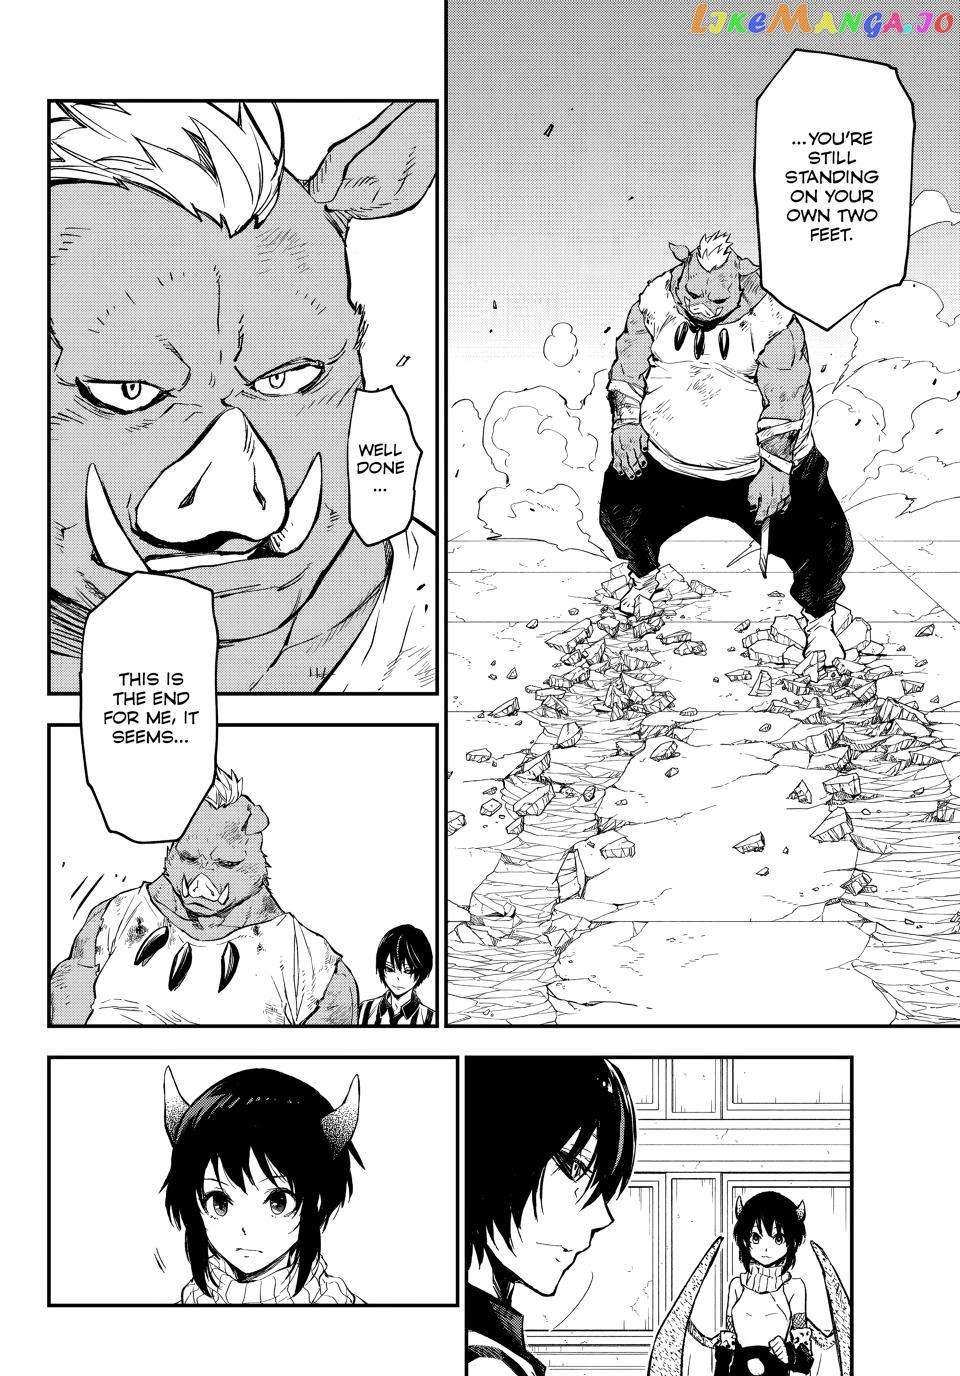 LIKEMANGA.IO
...YOU'RE
STILL
STANDING
ON YOUR
OWN TWO
FEET.
WELL
DONE
...
THIS IS
THE END
FOR ME, IT
SEEMS...